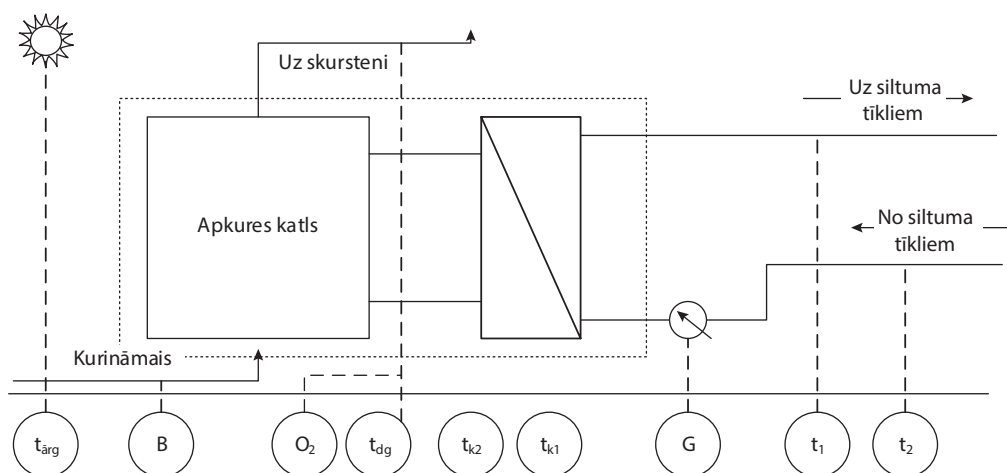 Uz skursteni
Uz siltuma
tīkliem
Apkures katls
No siltuma
tīkliem
Kurināmais
tārg
B
O2
tdg
tk2
tk1
G
t1
t2